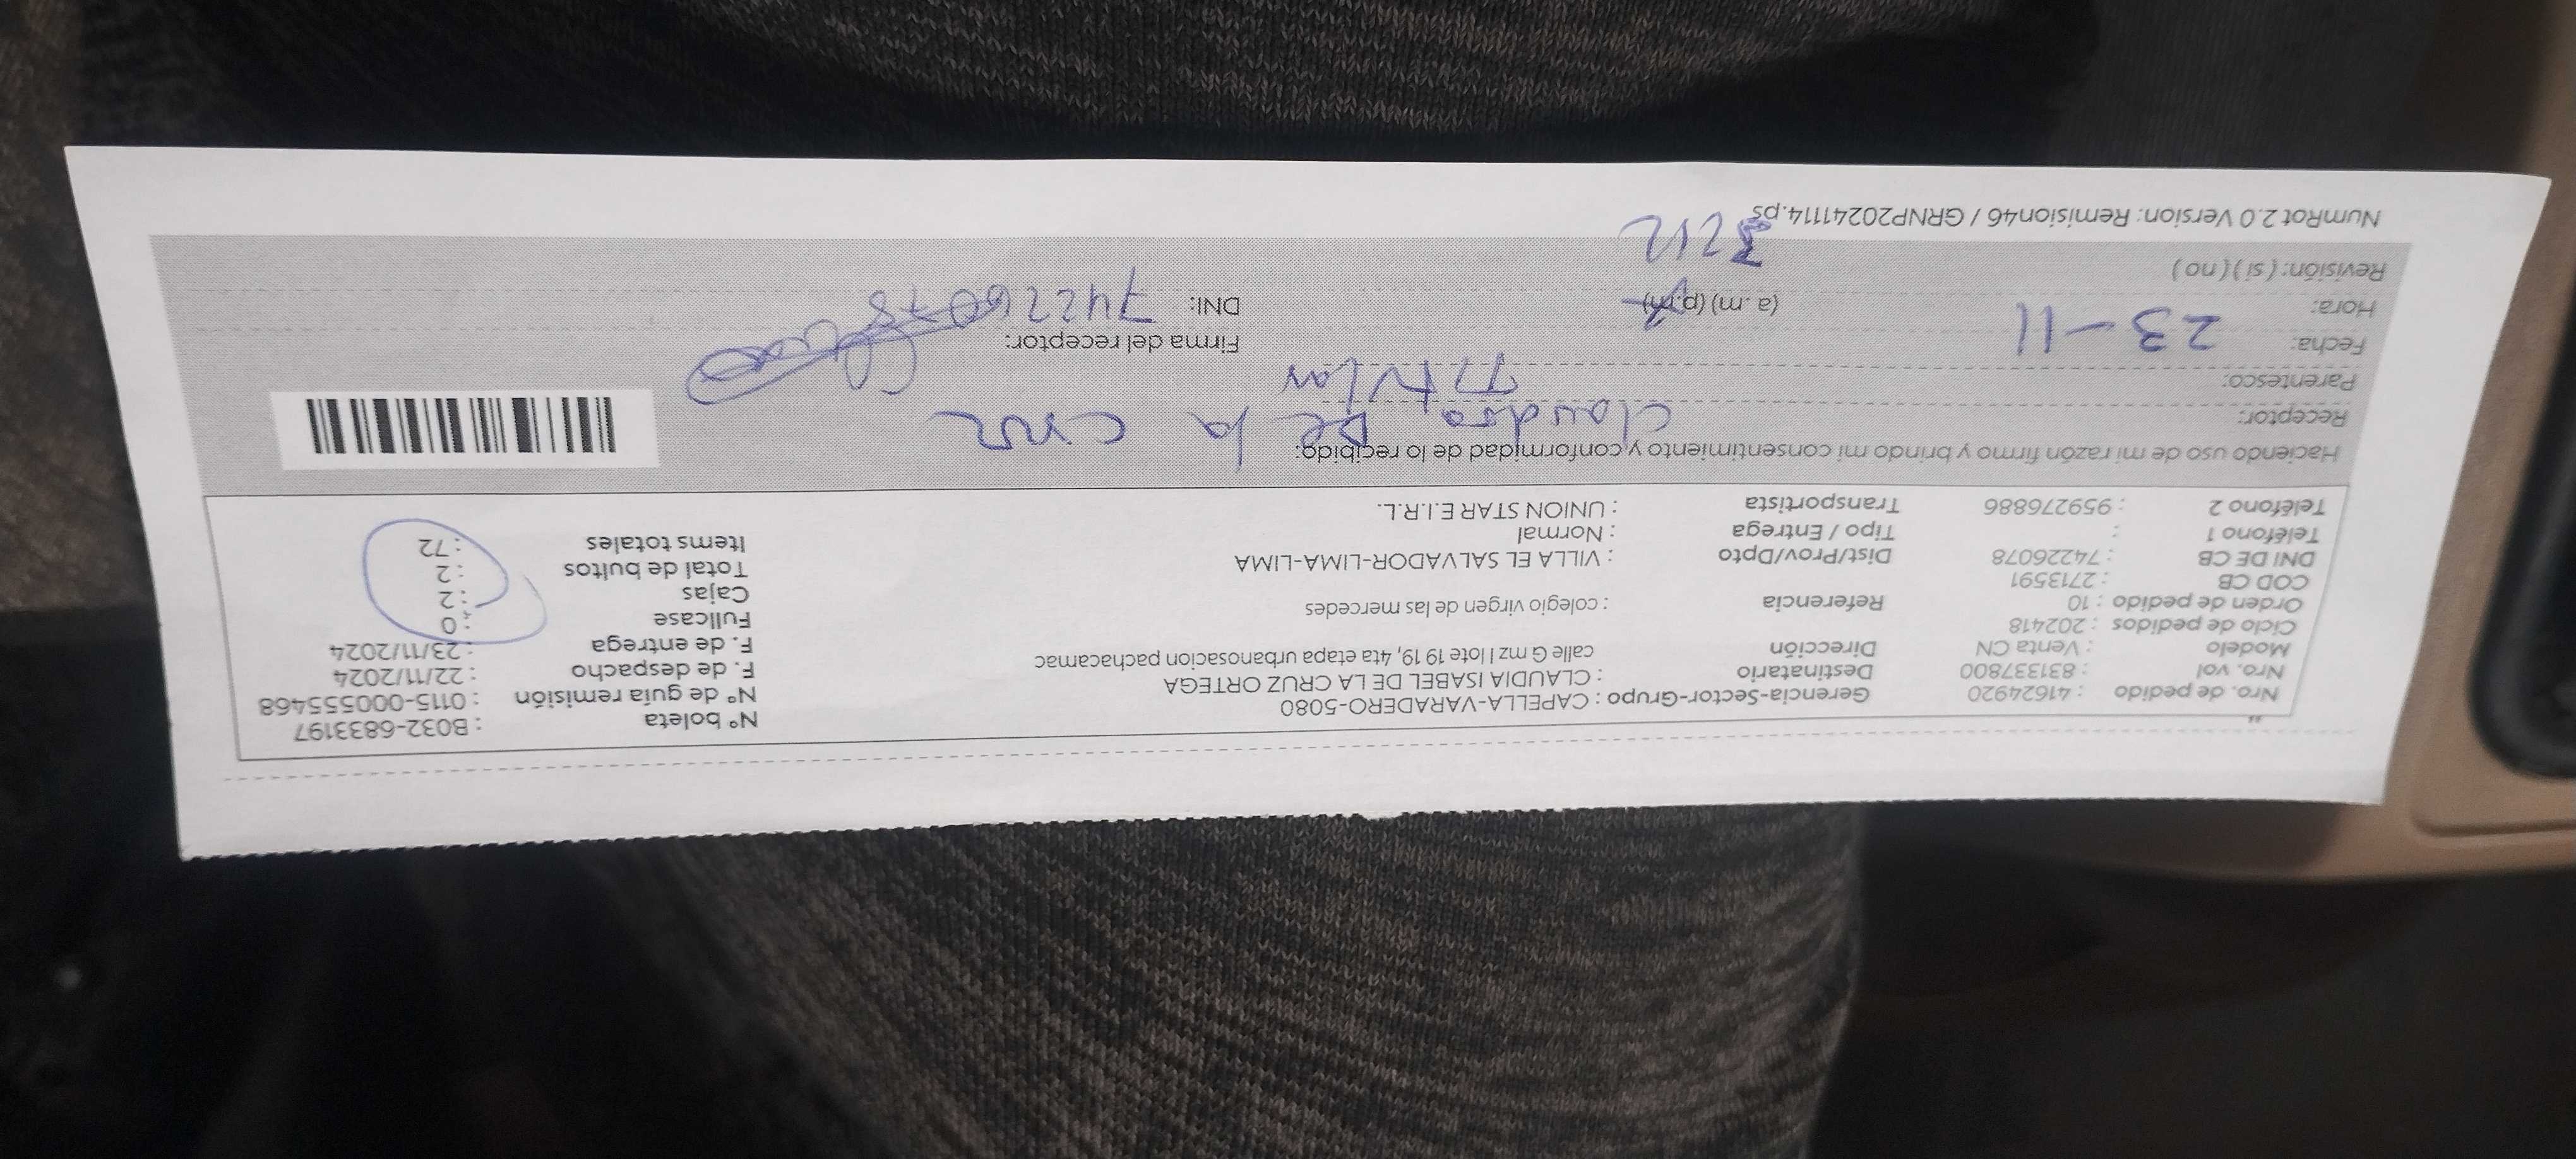 Nro. de pedido : 41624920 Gerencia-Sector-Grupo : CAPELLA-VARADERO-5080 N° boleta : B032-6833197
Nro. vol : 831337800 Destinatario : CLAUDIA ISABEL DE LA CRUZ ORTEGA N° de guía remisión : 0115-000555468
Modelo : Venta CN Dirección calle G mz I lote 19 19, 4ta etapa urbanosacion pachacamac F. de despacho : 22/11/2024
Ciclo de pedidos : 202418 F. de entrega : 23/11/2024
Orden de pedido : 10 Referencia : colegio virgen de las mercedes Fullcase : 0
COD CB : 2713591 Cajas : 2
DNI DE CB : 74226078 Dist/Prov/Dpto : VILLA EL SALVADOR-LIMA-LIMA Total de bultos : 2
Teléfono 1 : Tipo / Entrega : Normal Items totales : 72
Teléfono 2 : 959276886 Transportista : UNION STAR E.I.R.L.
Haciendo uso de mi razón firmo y brindo mi consentimiento y conformidad de lo recibido:
Receptor: Claudia De la Cruz
Parentesco: Titular
Fecha: 23-11 Firma del receptor:
Hora: (a.m) (p.m) DNI: 74226078
Revisión: (si) (no) 3212
NumRot 2.0 Version: Remision46 / GRNP20241114.ps